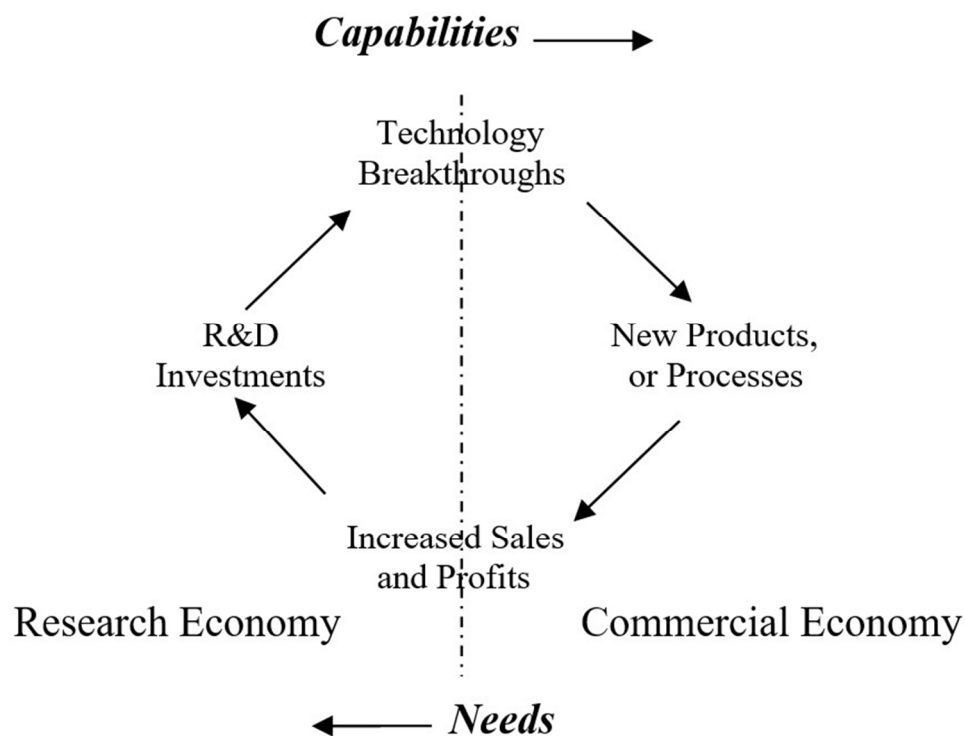 Capabilities
Technology
Breakthroughs
R&D
Investments
New Products,
or Processes
Increased Sales
and Profits
Research Economy
Commercial Economy
Needs